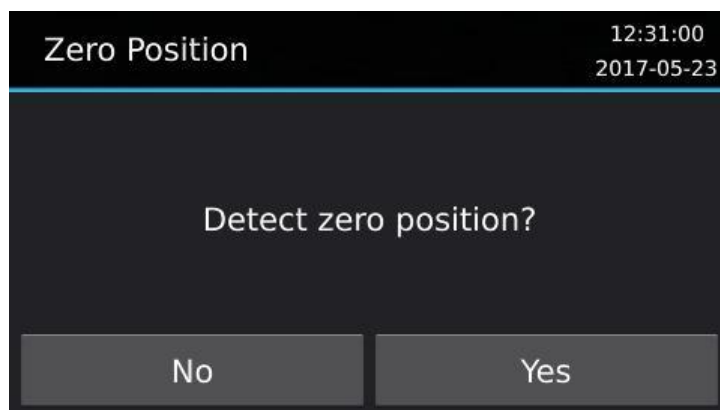 Zero Position
12:31:00
2017-05-23
Detect zero position?
No
Yes